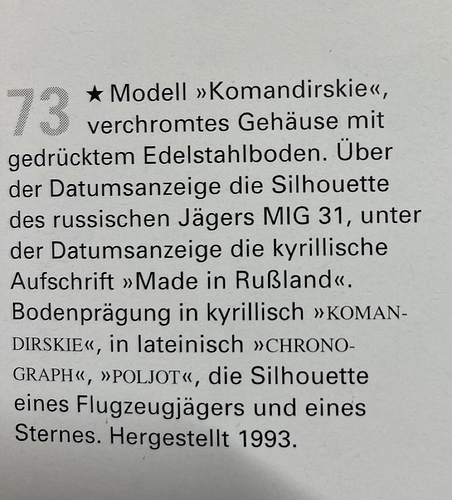 73 ★ Modell »Komandirskie«,
verchromtes Gehäuse mit
gedrücktem Edelstahlboden. Über
der Datumsanzeige die Silhouette
des russischen Jägers MIG 31, unter
der Datumsanzeige die kyrillische
Aufschrift »Made in Rußland«.
Bodenprägung in kyrillisch »KOMAN-
DIRSKIE«, in lateinisch »CHRONO-
GRAPH«, »POLJOT«, die Silhouette
eines Flugzeugjägers und eines
Sternes. Hergestellt 1993.